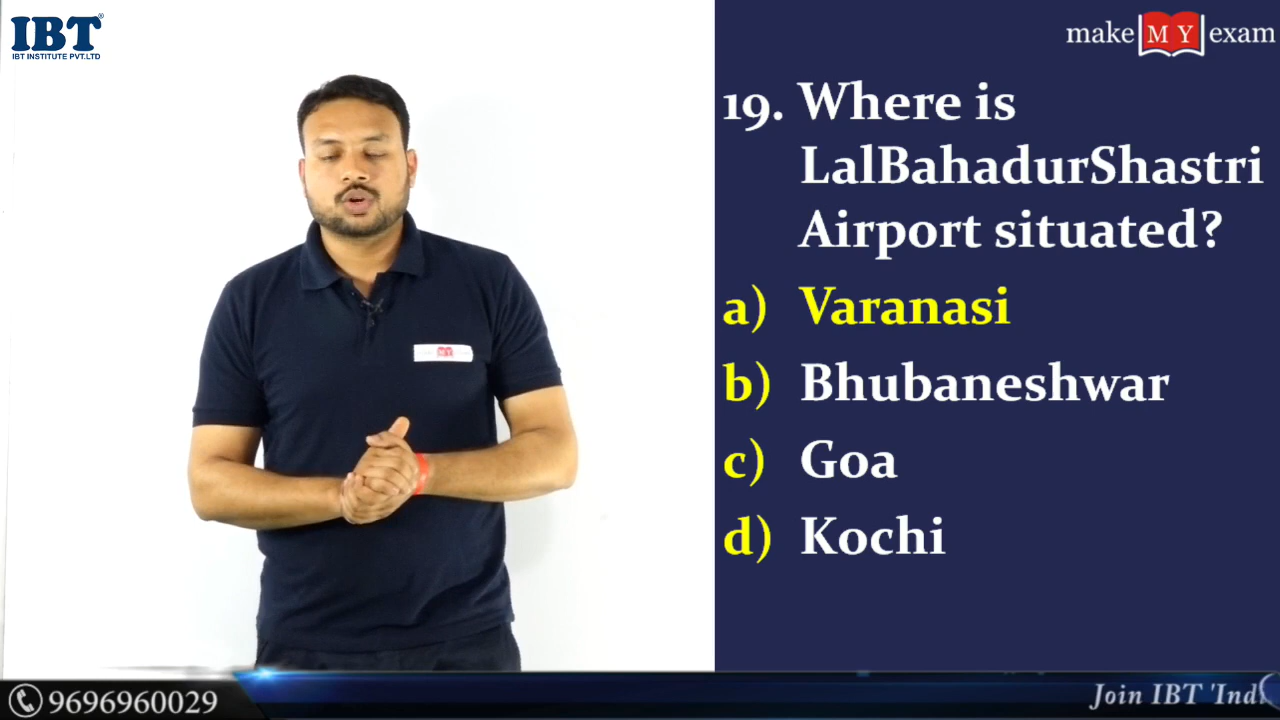 IBT
IBT INSTITUTE PVT.LTD
make MY exam
19. Where is
LalBahadurShastri
Airport situated?
a) Varanasi
b) Bhubaneshwar
c) Goa
d) Kochi
MY
9696960029
Join IBT 'Ind